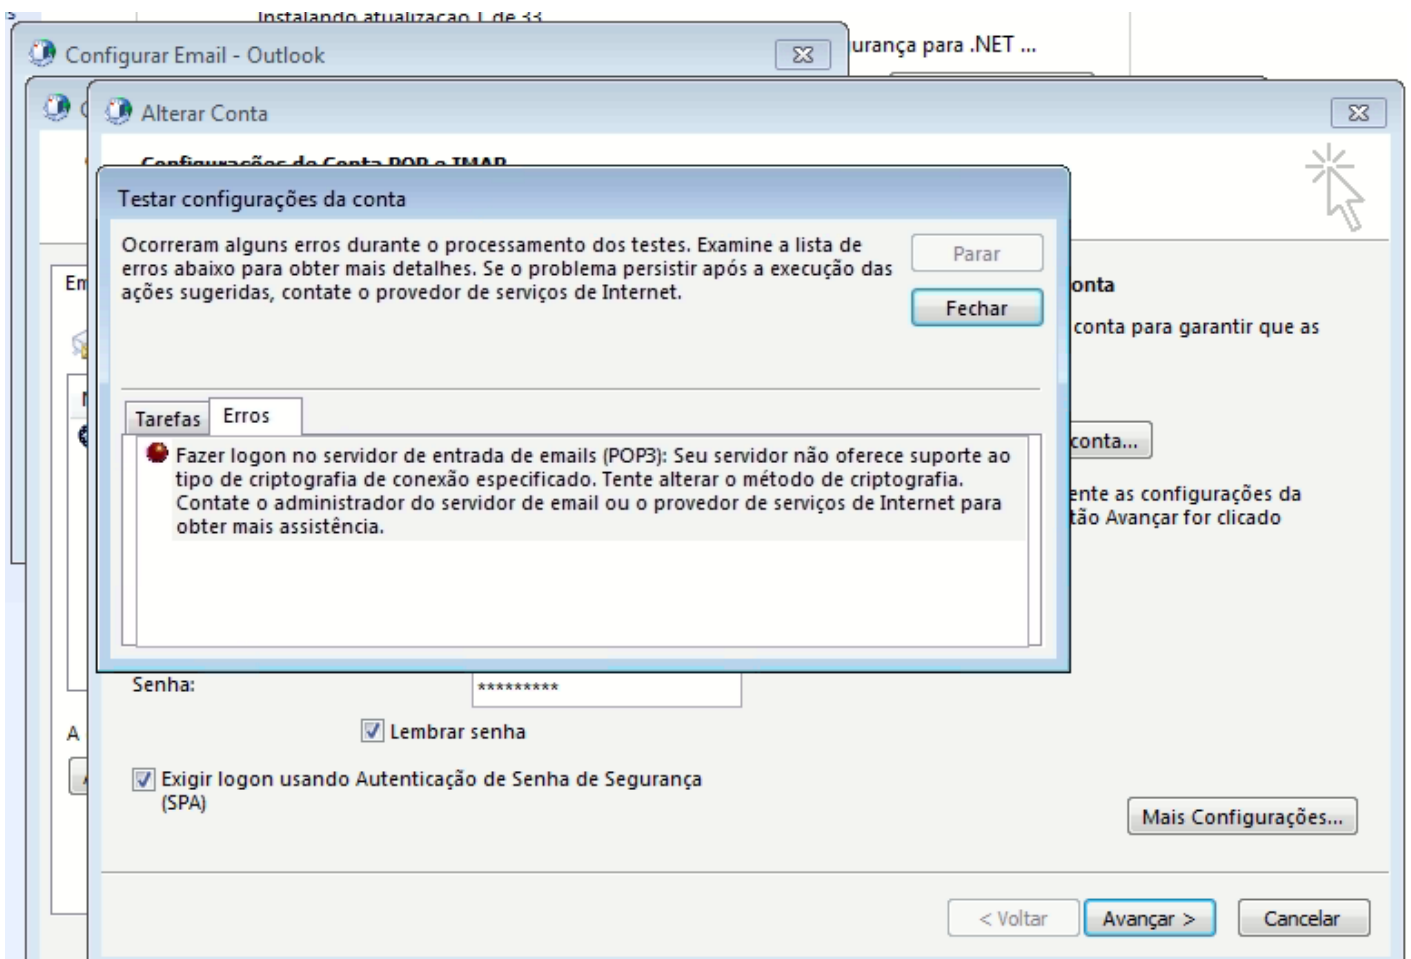 Instalando atualização 1 de 33
Configurar Email - Outlook
urança para .NET ...
Alterar Conta
Configurações de Conta POP e IMAP
Testar configurações da conta
Ocorreram alguns erros durante o processamento dos testes. Examine a lista de
erros abaixo para obter mais detalhes. Se o problema persistir após a execução das
ações sugeridas, contate o provedor de serviços de Internet.
Parar
Fechar
Em
onta
conta para garantir que as
Tarefas
Erros
conta...
Fazer logon no servidor de entrada de emails (POP3): Seu servidor não oferece suporte ao
tipo de criptografia de conexão especificado. Tente alterar o método de criptografia.
Contate o administrador do servidor de email ou o provedor de serviços de Internet para
obter mais assistência.
ente as configurações da
tão Avançar for clicado
Senha:
*********
A
Lembrar senha
Exigir logon usando Autenticação de Senha de Segurança
(SPA)
Mais Configurações...
< Voltar
Avançar >
Cancelar